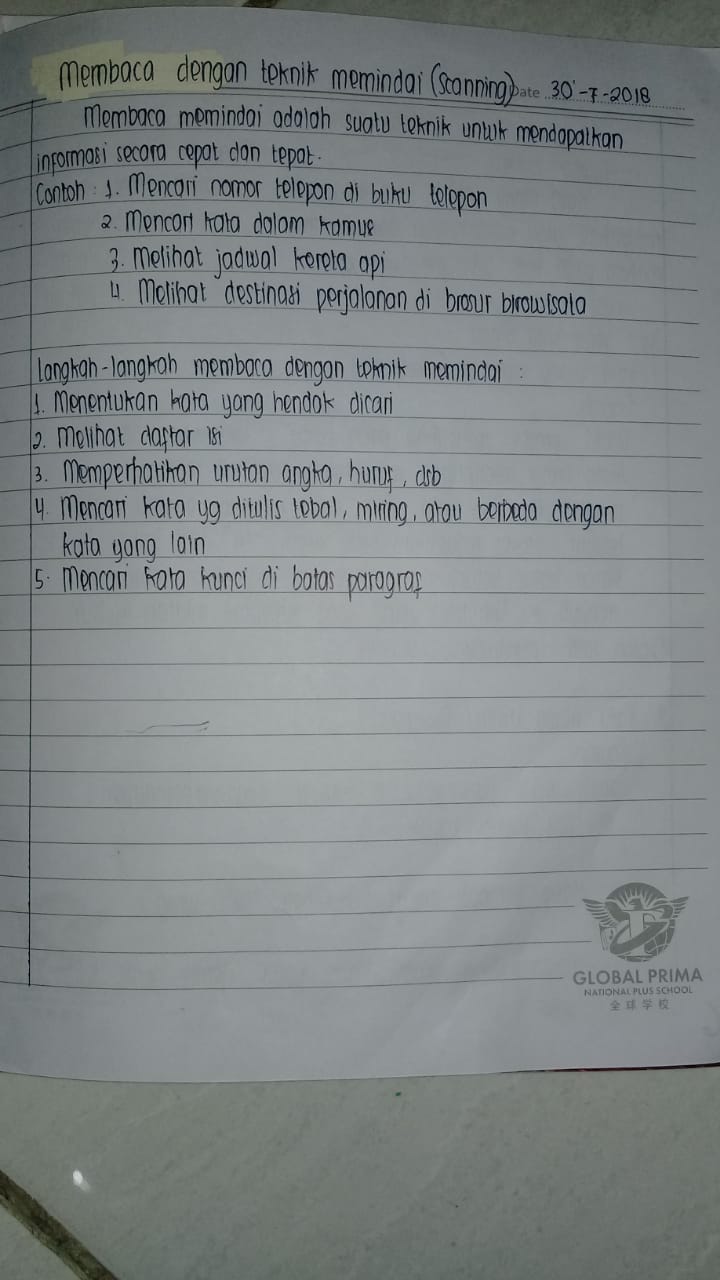 Membaca dengan teknik memindai (Scanning) Date 30-7-2018
Membaca memindai adalah suatu teknik untuk mendapatkan
informasi secara cepat dan tepat.
Contoh : 1. Mencari nomor telepon di buku telepon
2. Mencari kata dalam kamus
3. Melihat jadwal kereta api
4. Melihat destinasi perjalanan di brosur birowisata
Langkah-langkah membaca dengan teknik memindai :
1. Menentukan kata yang hendak dicari
2. Melihat daftar isi
3. Memperhatikan urutan angka, huruf, dsb
4. Mencari kata yg ditulis tebal, miring, atau berbeda dengan
kata yang lain
5. Mencari kata kunci di batas paragraf
GLOBAL PRIMA
NATIONAL PLUS SCHOOL
全球学校